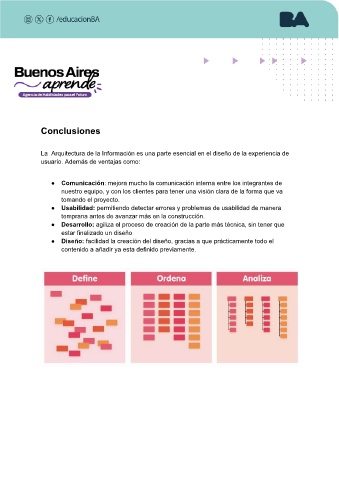 /educacionBA
BA
Buenos Aires
aprende
Agencia de Habilidades para el Futuro
Conclusiones
La Arquitectura de la Información es una parte esencial en el diseño de la experiencia de
usuario. Además de ventajas como:
● Comunicación: mejora mucho la comunicación interna entre los integrantes de
nuestro equipo, y con los clientes para tener una visión clara de la forma que va
tomando el proyecto.
● Usabilidad: permitiendo detectar errores y problemas de usabilidad de manera
temprana antes de avanzar más en la construcción.
● Desarrollo: agiliza el proceso de creación de la parte más técnica, sin tener que
estar finalizado un diseño
● Diseño: facilidad la creación del diseño, gracias a que prácticamente todo el
contenido a añadir ya esta definido previamente.
Define Ordena Analiza